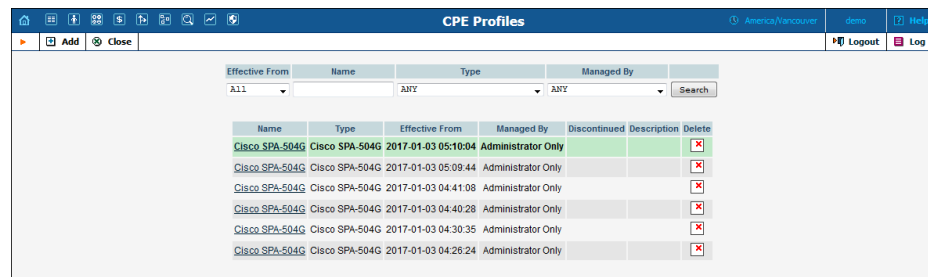 CPE Profiles America/Vancouver demo Help
Add Close Logout Log
Effective From Name Type Managed By
All ANY ANY Search
Name Type Effective From Managed By Discontinued Description Delete
Cisco SPA-504G Cisco SPA-504G 2017-01-03 05:10:04 Administrator Only
Cisco SPA-504G Cisco SPA-504G 2017-01-03 05:09:44 Administrator Only
Cisco SPA-504G Cisco SPA-504G 2017-01-03 04:41:08 Administrator Only
Cisco SPA-504G Cisco SPA-504G 2017-01-03 04:40:28 Administrator Only
Cisco SPA-504G Cisco SPA-504G 2017-01-03 04:30:35 Administrator Only
Cisco SPA-504G Cisco SPA-504G 2017-01-03 04:26:24 Administrator Only